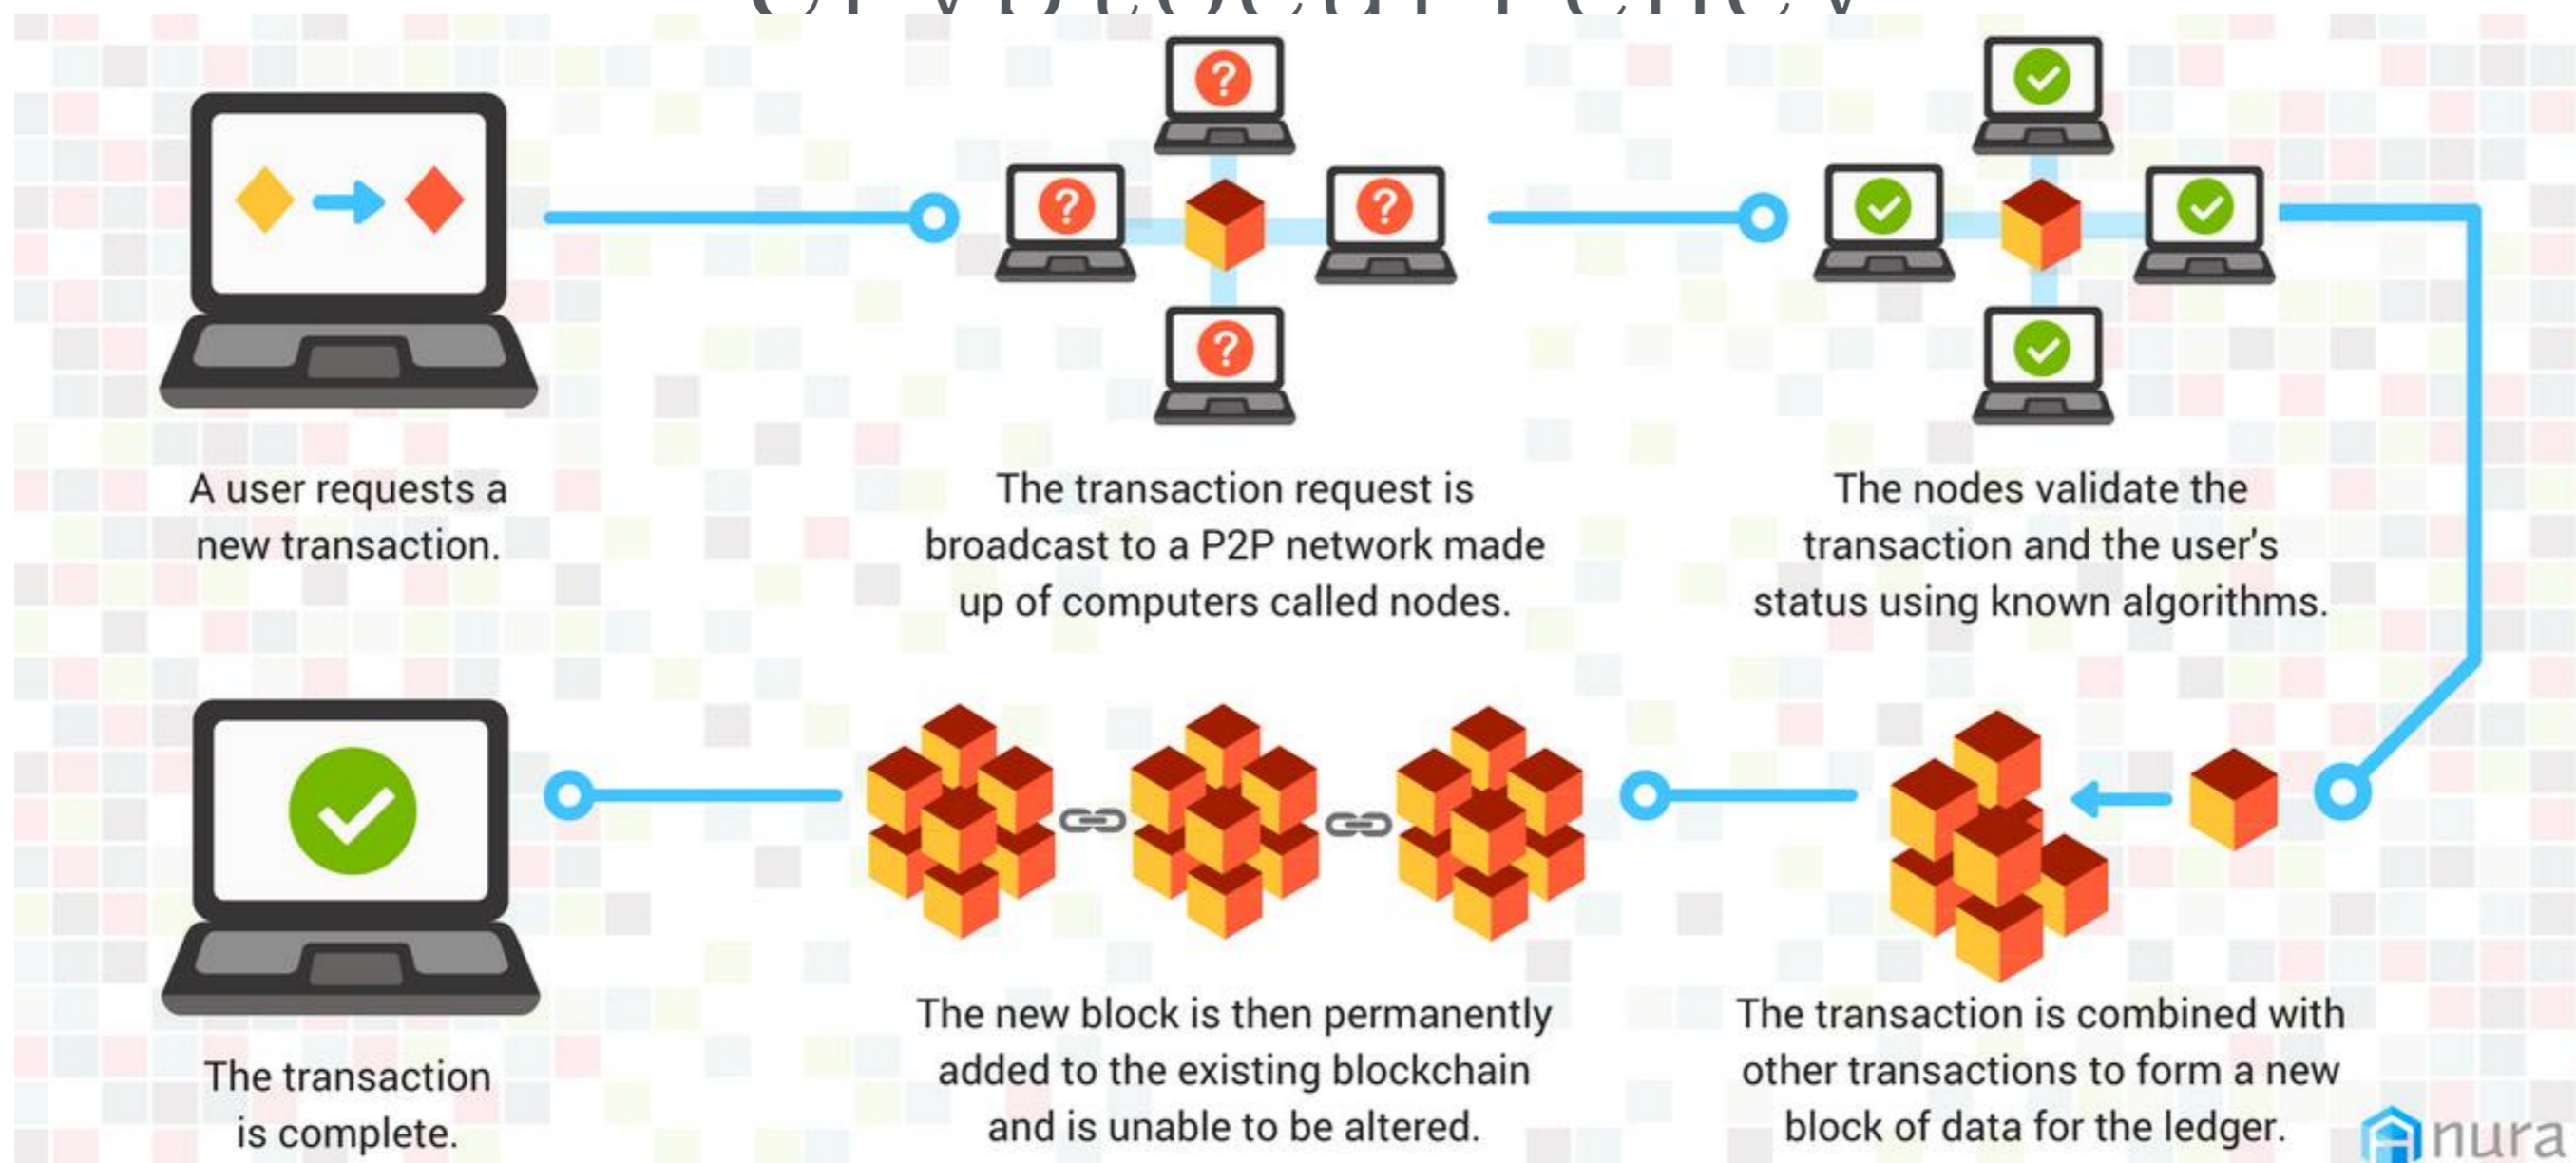 Cryptocurrency
A user requests a
new transaction.
The transaction request is
broadcast to a P2P network made
up of computers called nodes.
The nodes validate the
transaction and the user's
status using known algorithms.
The transaction is combined with
other transactions to form a new
block of data for the ledger.
The new block is then permanently
added to the existing blockchain
and is unable to be altered.
The transaction
is complete.
nura